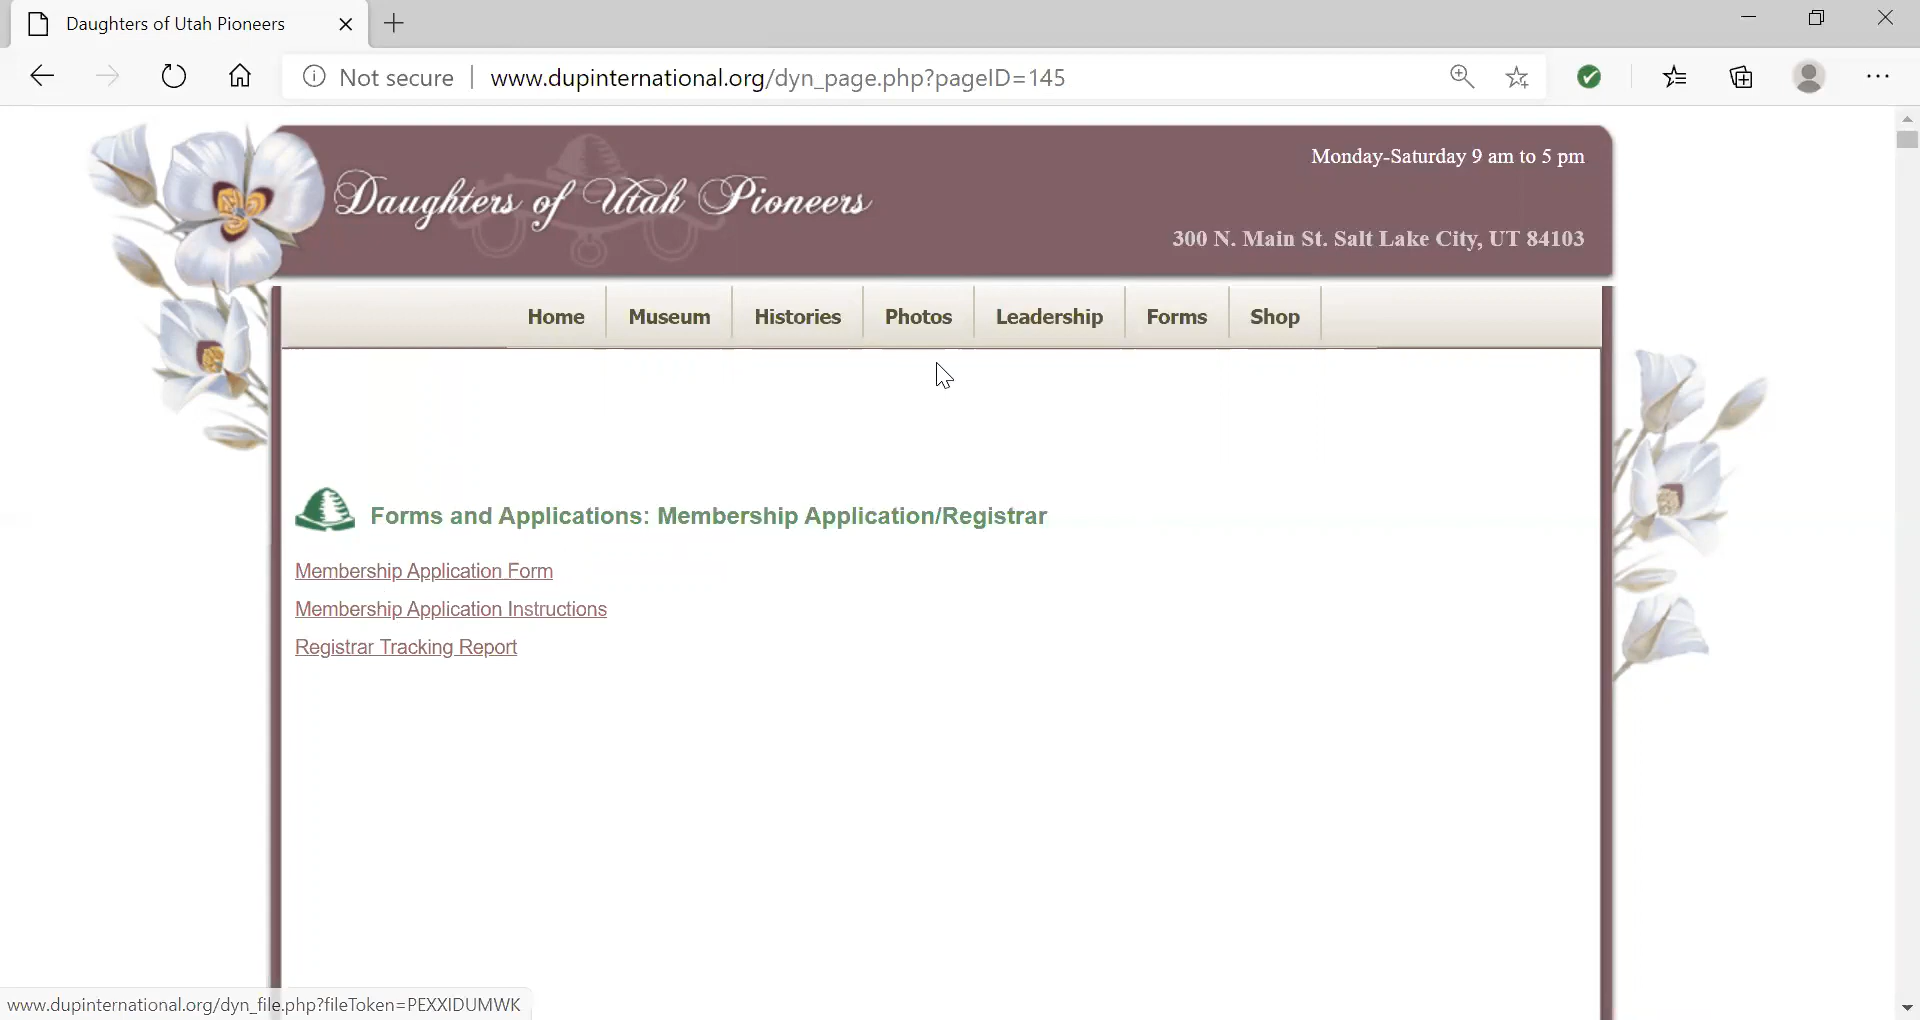 Daughters of Utah Pioneers
Not secure | www.dupinternational.org/dyn_page.php?pageID=145
Daughters of Utah Pioneers
Monday-Saturday 9 am to 5 pm
300 N. Main St. Salt Lake City, UT 84103
Home Museum Histories Photos Leadership Forms Shop
Forms and Applications: Membership Application/Registrar
Membership Application Form
Membership Application Instructions
Registrar Tracking Report
www.dupinternational.org/dyn_file.php?fileToken=PEXXIDUMWK